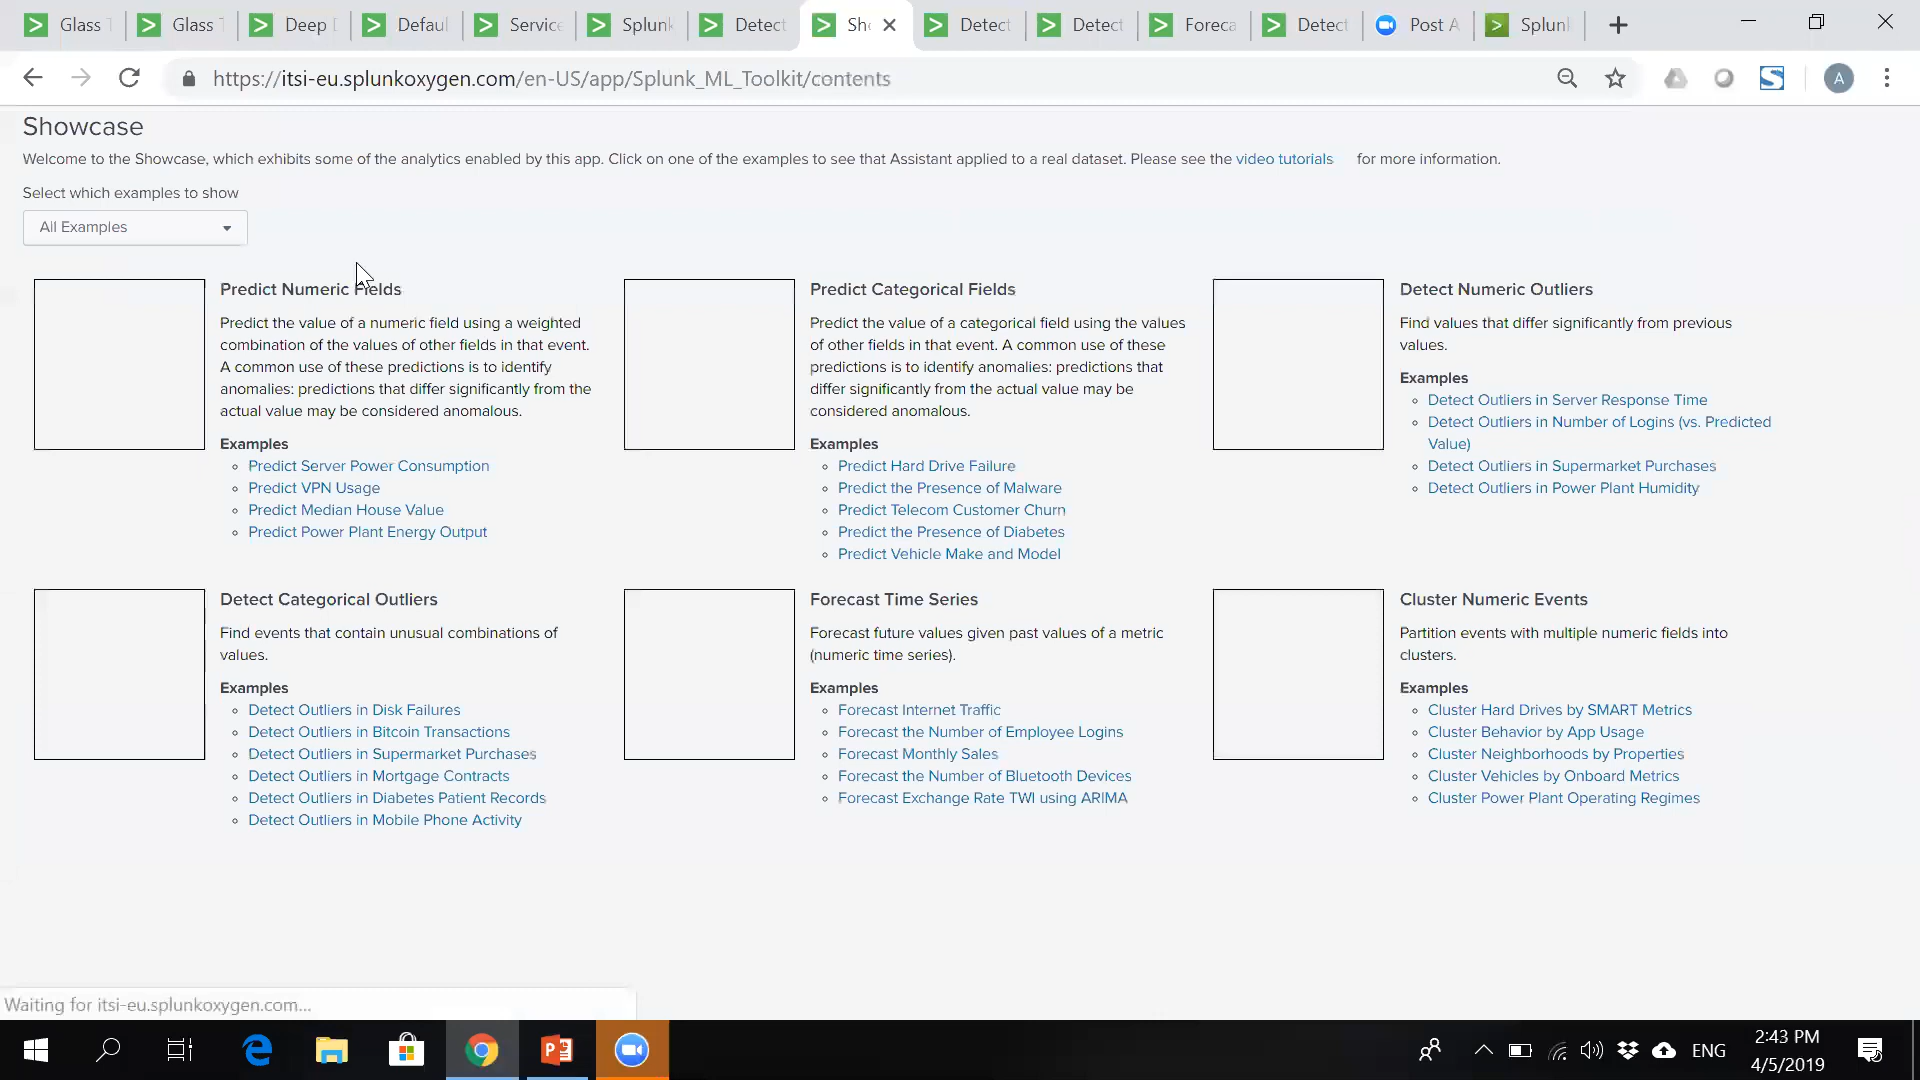 Glass T
Glass T
Deep
Defau
Service
Splunk
Detect
Sho
Detect
Detect
Foreca
Detect
Post A
Splun
https://itsi-eu.splunkoxygen.com/en-US/app/Splunk_ML_Toolkit/contents
A
Showcase
Welcome to the Showcase, which exhibits some of the analytics enabled by this app. Click on one of the examples to see that Assistant applied to a real dataset. Please see the video tutorials for more information.
Select which examples to show
All Examples
Predict Numeric Fields
Predict the value of a numeric field using a weighted
combination of the values of other fields in that event.
A common use of these predictions is to identify
anomalies: predictions that differ significantly from the
actual value may be considered anomalous.
Examples
Predict Server Power Consumption
Predict VPN Usage
Predict Median House Value
Predict Power Plant Energy Output
Predict Categorical Fields
Predict the value of a categorical field using the values
of other fields in that event. A common use of these
predictions is to identify anomalies: predictions that
differ significantly from the actual value may be
considered anomalous.
Examples
Predict Hard Drive Failure
Predict the Presence of Malware
Predict Telecom Customer Churn
Predict the Presence of Diabetes
Predict Vehicle Make and Model
Detect Numeric Outliers
Find values that differ significantly from previous
values.
Examples
Detect Outliers in Server Response Time
Detect Outliers in Number of Logins (vs. Predicted
Value)
Detect Outliers in Supermarket Purchases
Detect Outliers in Power Plant Humidity
Detect Categorical Outliers
Find events that contain unusual combinations of
values.
Examples
Detect Outliers in Disk Failures
Detect Outliers in Bitcoin Transactions
Detect Outliers in Supermarket Purchases
Detect Outliers in Mortgage Contracts
Detect Outliers in Diabetes Patient Records
Detect Outliers in Mobile Phone Activity
Forecast Time Series
Forecast future values given past values of a metric
(numeric time series).
Examples
Forecast Internet Traffic
Forecast the Number of Employee Logins
Forecast Monthly Sales
Forecast the Number of Bluetooth Devices
Forecast Exchange Rate TWI using ARIMA
Cluster Numeric Events
Partition events with multiple numeric fields into
clusters.
Examples
Cluster Hard Drives by SMART Metrics
Cluster Behavior by App Usage
Cluster Neighborhoods by Properties
Cluster Vehicles by Onboard Metrics
Cluster Power Plant Operating Regimes
Waiting for itsi-eu.splunkoxygen.com...
ENG
2:43 PM
4/5/2019